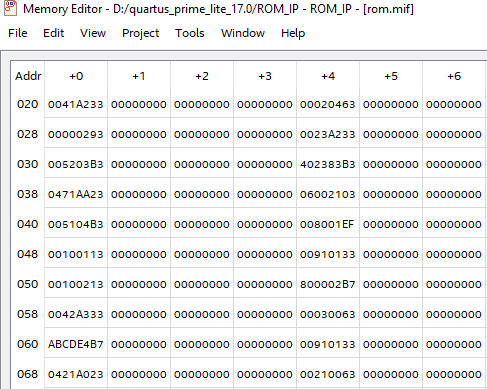 Memory Editor - D:/quartus_prime_lite_17.0/ROM_IP - ROM_IP - [rom.mif]
File Edit View Project Tools Window Help
Addr +0 +1 +2 +3 +4 +5 +6
020 0041A233 00000000 00000000 00000000 00020463 00000000 00000000
028 00000293 00000000 00000000 00000000 0023A233 00000000 00000000
030 005203B3 00000000 00000000 00000000 402383B3 00000000 00000000
038 0471AA23 00000000 00000000 00000000 06002103 00000000 00000000
040 005104B3 00000000 00000000 00000000 008001EF 00000000 00000000
048 00100113 00000000 00000000 00000000 00910133 00000000 00000000
050 00100213 00000000 00000000 00000000 800002B7 00000000 00000000
058 0042A333 00000000 00000000 00000000 00030063 00000000 00000000
060 ABCDE4B7 00000000 00000000 00000000 00910133 00000000 00000000
068 0421A023 00000000 00000000 00000000 00210063 00000000 00000000